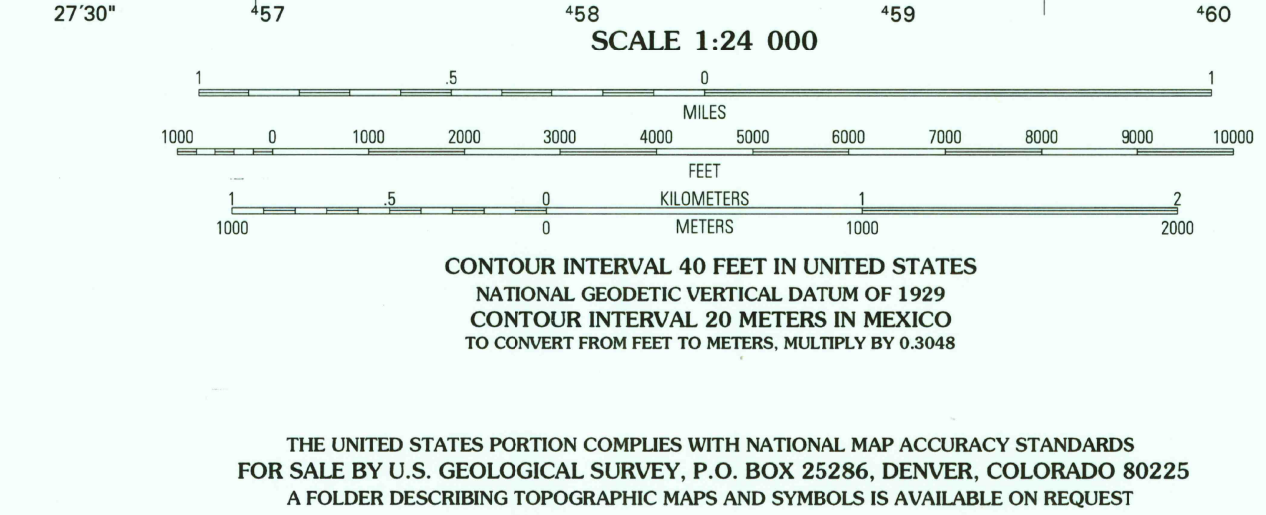 27'30" ⁴57 ⁴58 ⁴59 ⁴60
SCALE 1:24 000
1 .5 0 1
MILES
1000 0 1000 2000 3000 4000 5000 6000 7000 8000 9000 10000
FEET
1 .5 0 KILOMETERS 1 2
1000 0 METERS 1000 2000
CONTOUR INTERVAL 40 FEET IN UNITED STATES
NATIONAL GEODETIC VERTICAL DATUM OF 1929
CONTOUR INTERVAL 20 METERS IN MEXICO
TO CONVERT FROM FEET TO METERS, MULTIPLY BY 0.3048
THE UNITED STATES PORTION COMPLIES WITH NATIONAL MAP ACCURACY STANDARDS
FOR SALE BY U.S. GEOLOGICAL SURVEY, P.O. BOX 25286, DENVER, COLORADO 80225
A FOLDER DESCRIBING TOPOGRAPHIC MAPS AND SYMBOLS IS AVAILABLE ON REQUEST